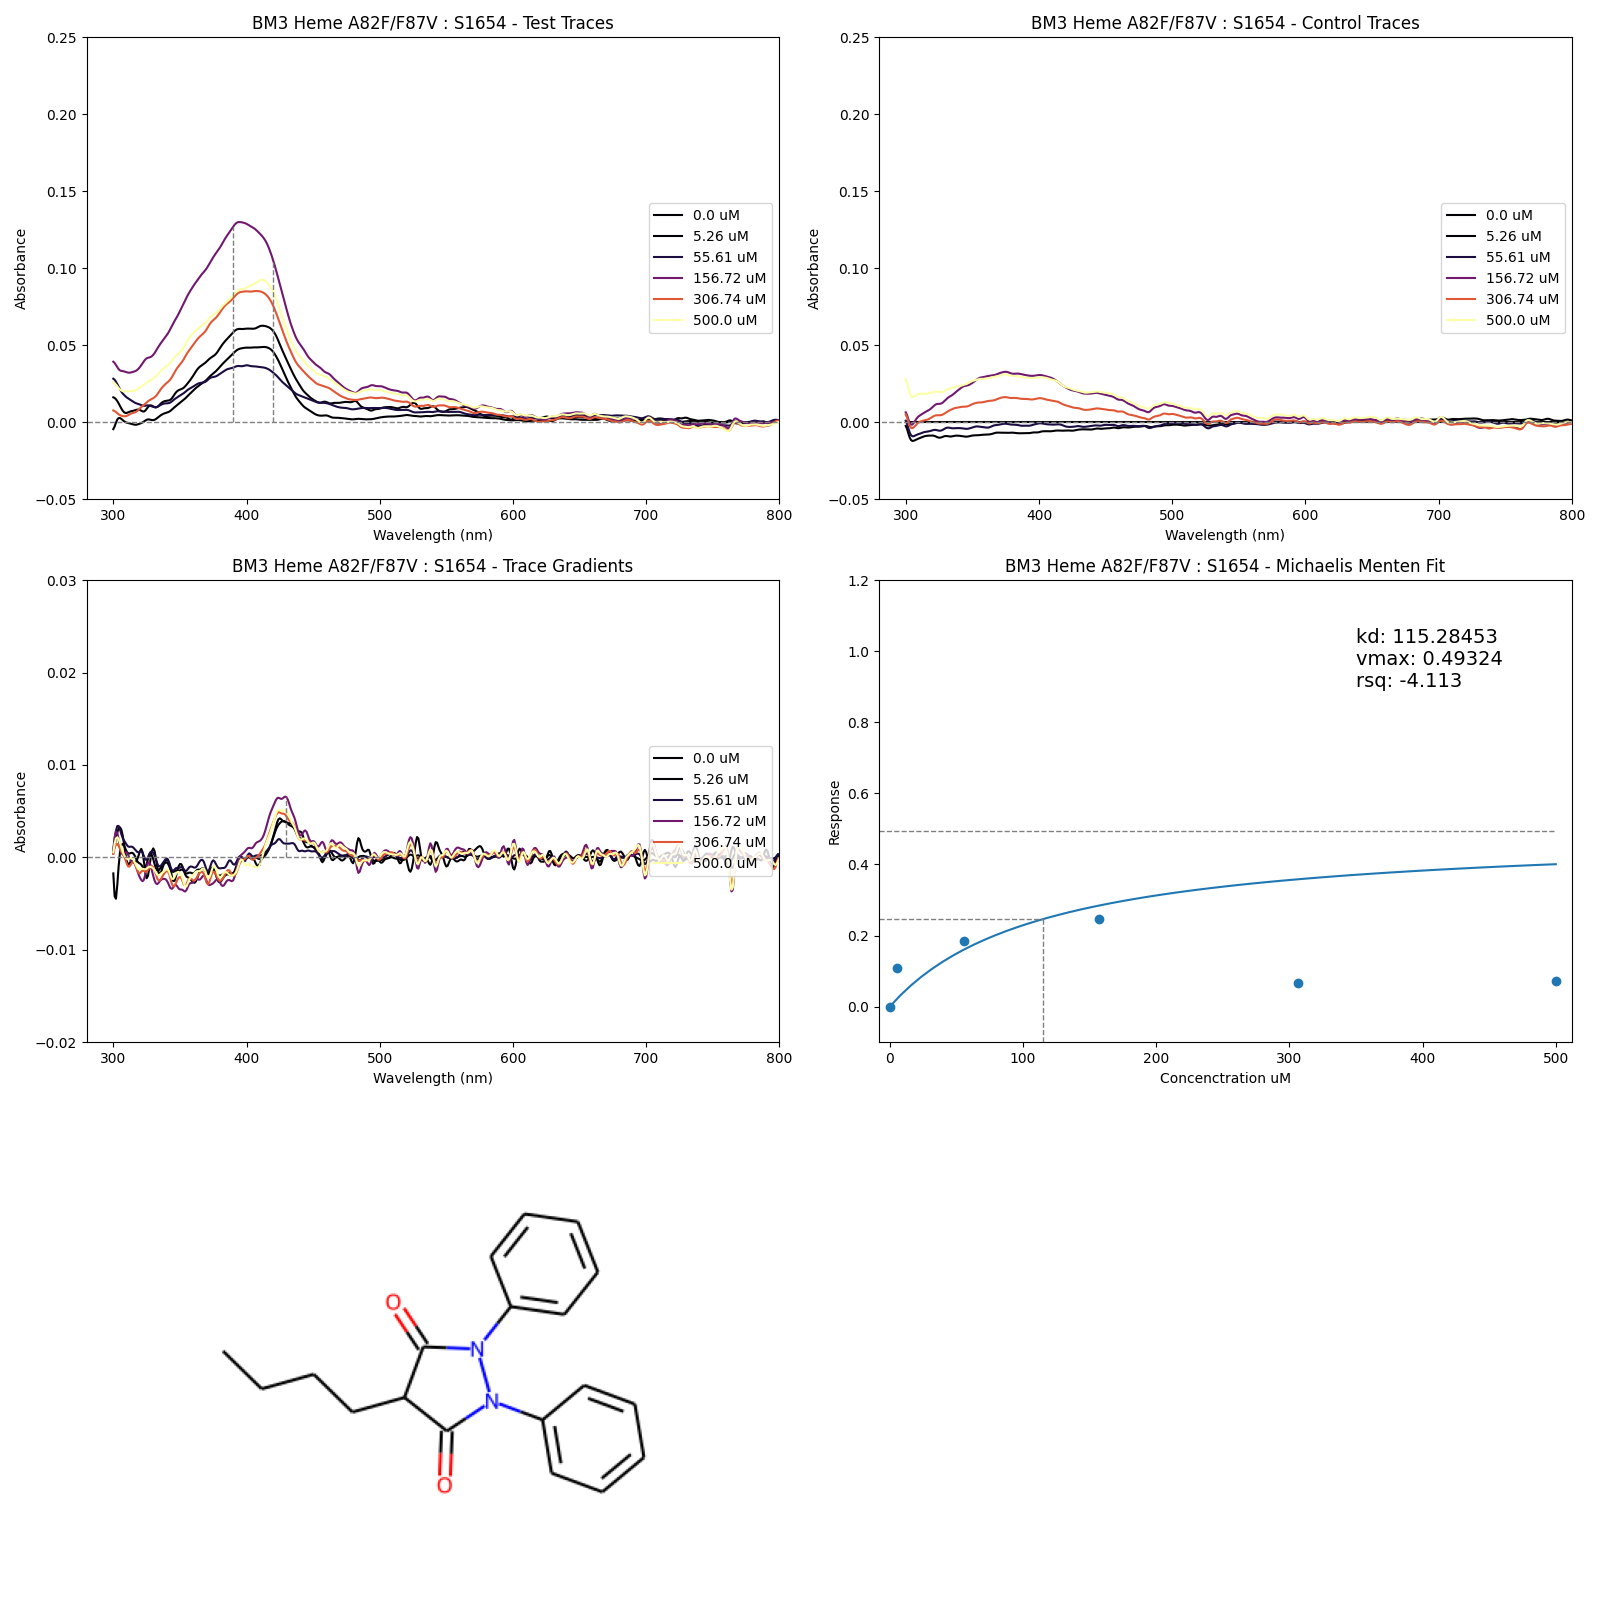 BM3 Heme A82F/F87V : S1654 - Test Traces
0.25
0.20
0.15
0.10
0.05
0.00
−0.05
Absorbance
300 400 500 600 700 800
Wavelength (nm)
0.0 uM
5.26 uM
55.61 uM
156.72 uM
306.74 uM
500.0 uM
BM3 Heme A82F/F87V : S1654 - Control Traces
0.25
0.20
0.15
0.10
0.05
0.00
−0.05
Absorbance
300 400 500 600 700 800
Wavelength (nm)
0.0 uM
5.26 uM
55.61 uM
156.72 uM
306.74 uM
500.0 uM
BM3 Heme A82F/F87V : S1654 - Trace Gradients
0.03
0.02
0.01
0.00
−0.01
−0.02
Absorbance
300 400 500 600 700 800
Wavelength (nm)
0.0 uM
5.26 uM
55.61 uM
156.72 uM
306.74 uM
500.0 uM
BM3 Heme A82F/F87V : S1654 - Michaelis Menten Fit
1.2
1.0
0.8
0.6
0.4
0.2
0.0
Response
kd: 115.28453
vmax: 0.49324
rsq: -4.113
0 100 200 300 400 500
Concenctration uM
O
N
N
O